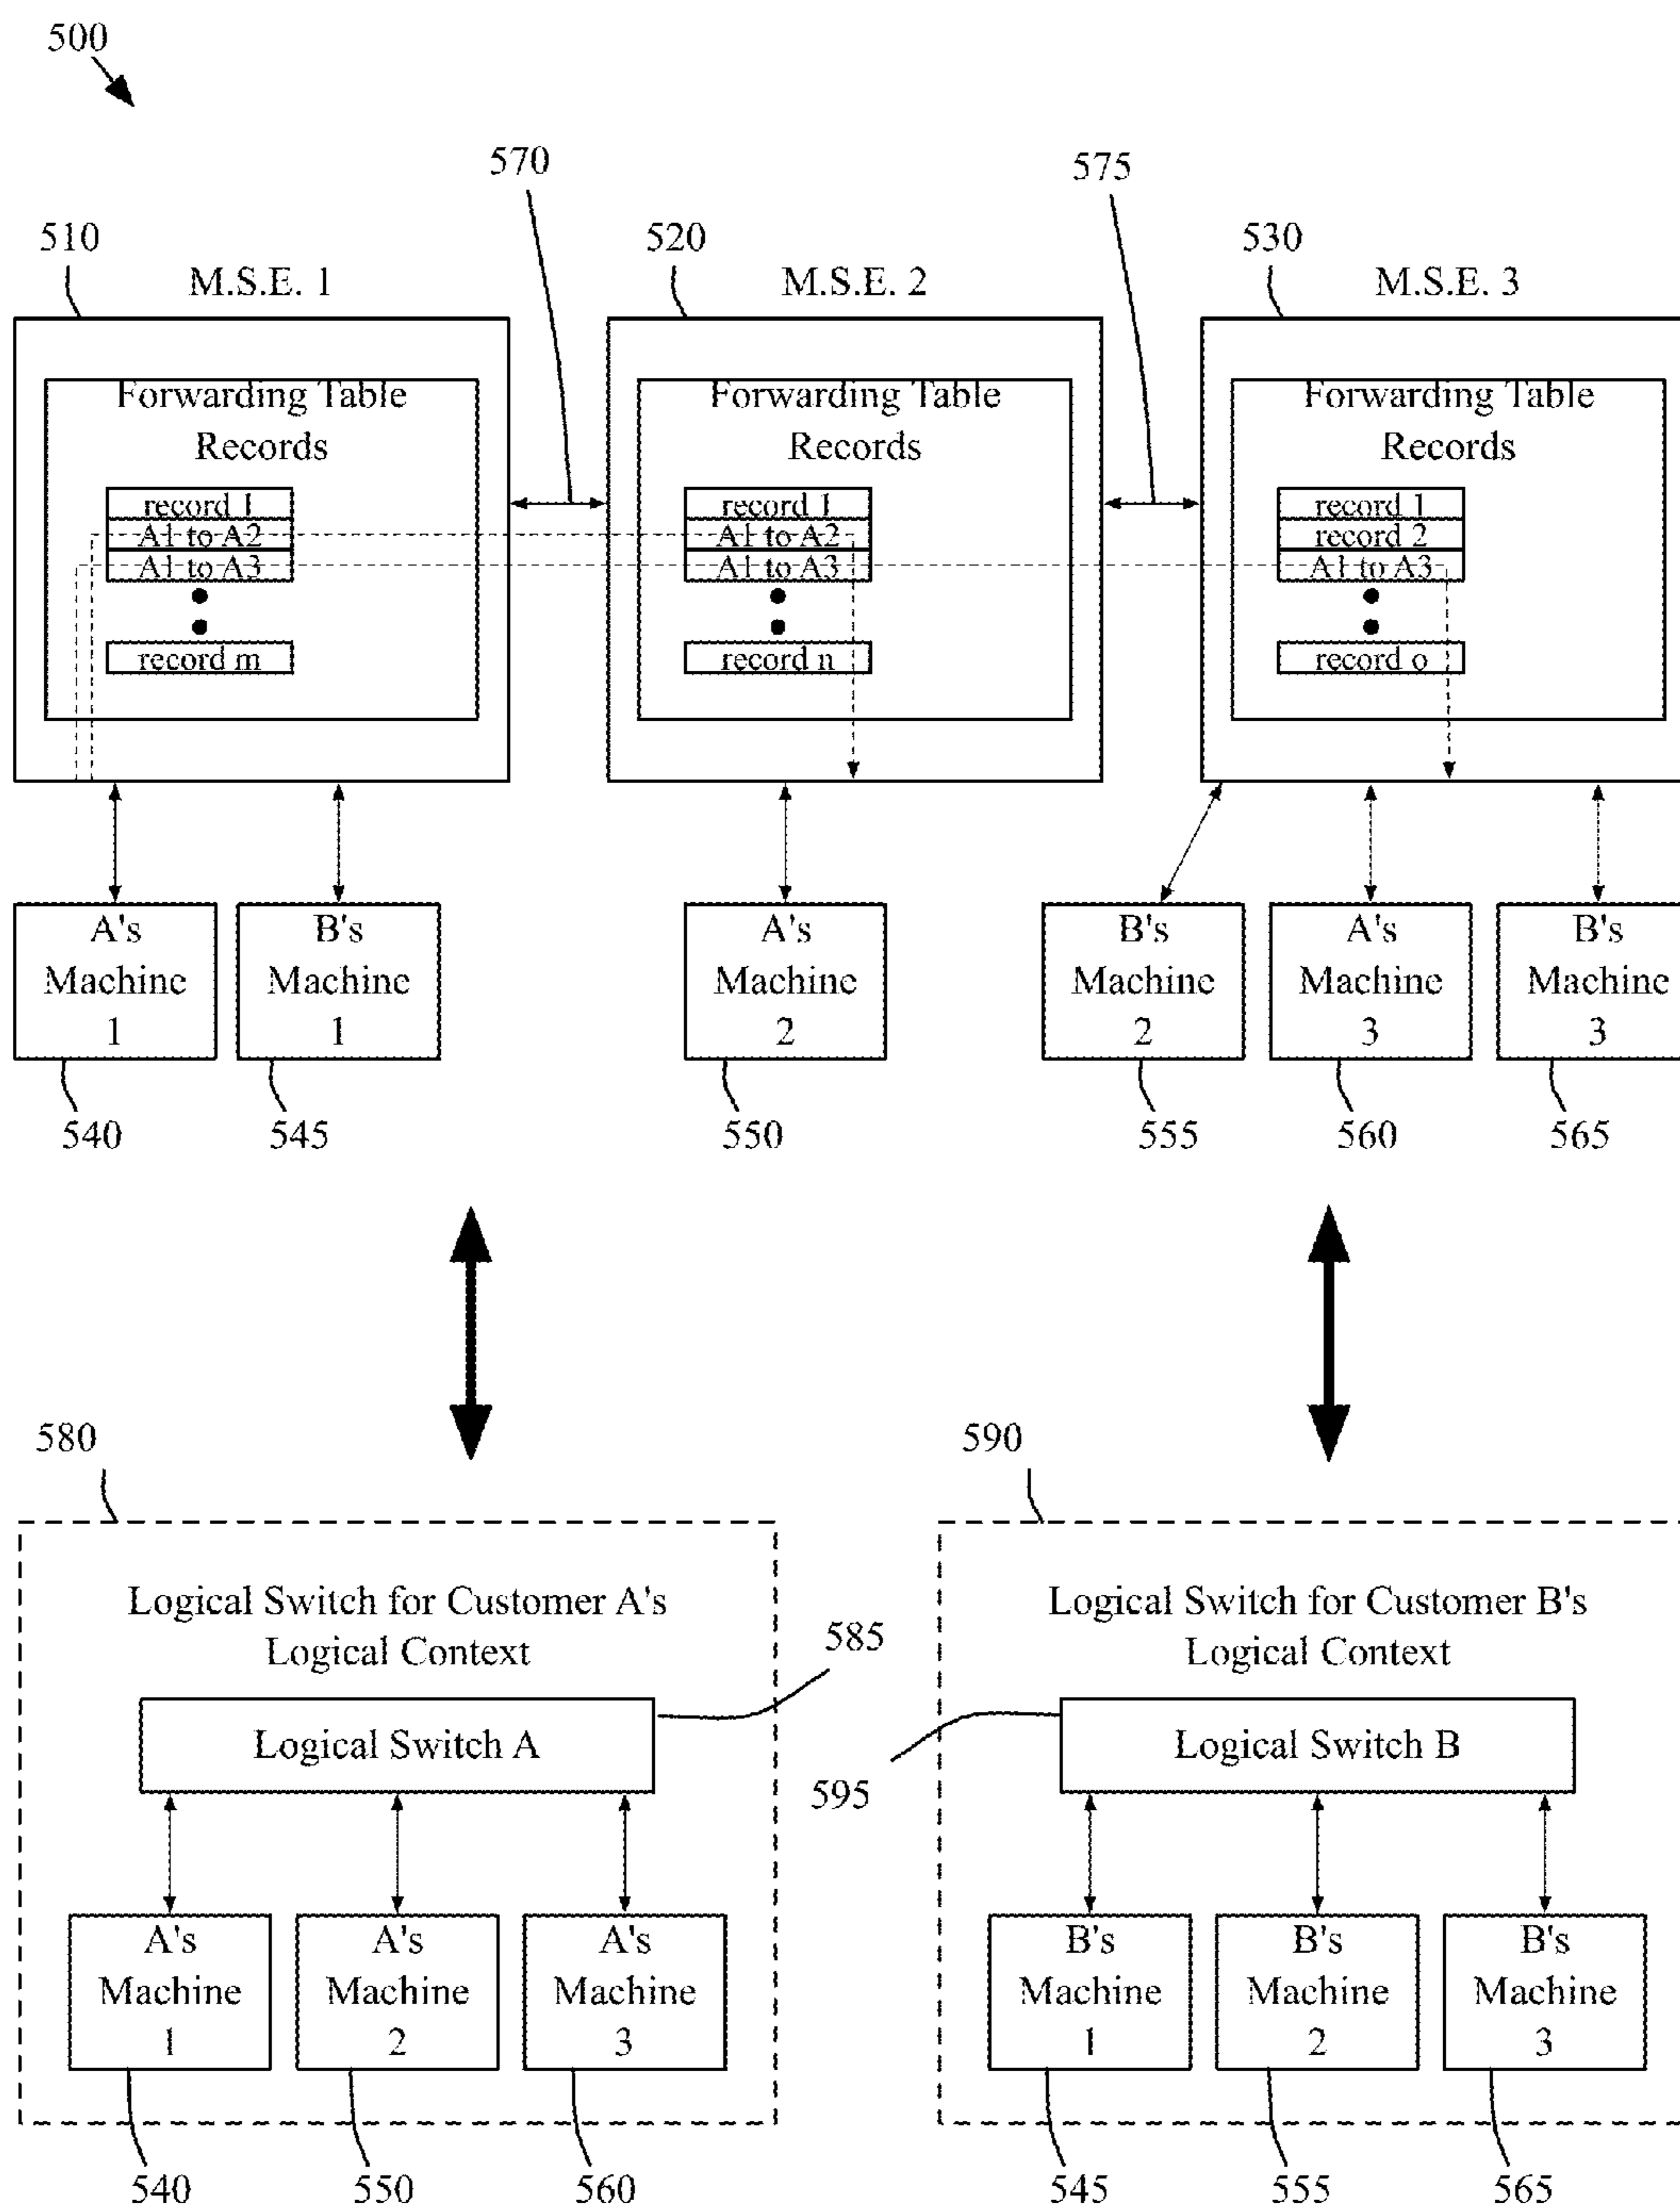 500
570
575
510
520
530
M.S.E. 1
M.S.E. 2
M.S.E. 3
Forwarding Table
Records
record 1
A1 to A2
A1 to A3
record m
Forwarding Table
Records
record 1
A1 to A2
A1 to A3
record n
Forwarding Table
Records
record 1
record 2
A1 to A3
record o
A's
Machine
1
B's
Machine
1
A's
Machine
2
B's
Machine
2
A's
Machine
3
B's
Machine
3
540
545
550
555
560
565
580
590
Logical Switch for Customer A's
Logical Context
585
Logical Switch A
A's
Machine
1
A's
Machine
2
A's
Machine
3
540
550
560
Logical Switch for Customer B's
Logical Context
595
Logical Switch B
B's
Machine
1
B's
Machine
2
B's
Machine
3
545
555
565